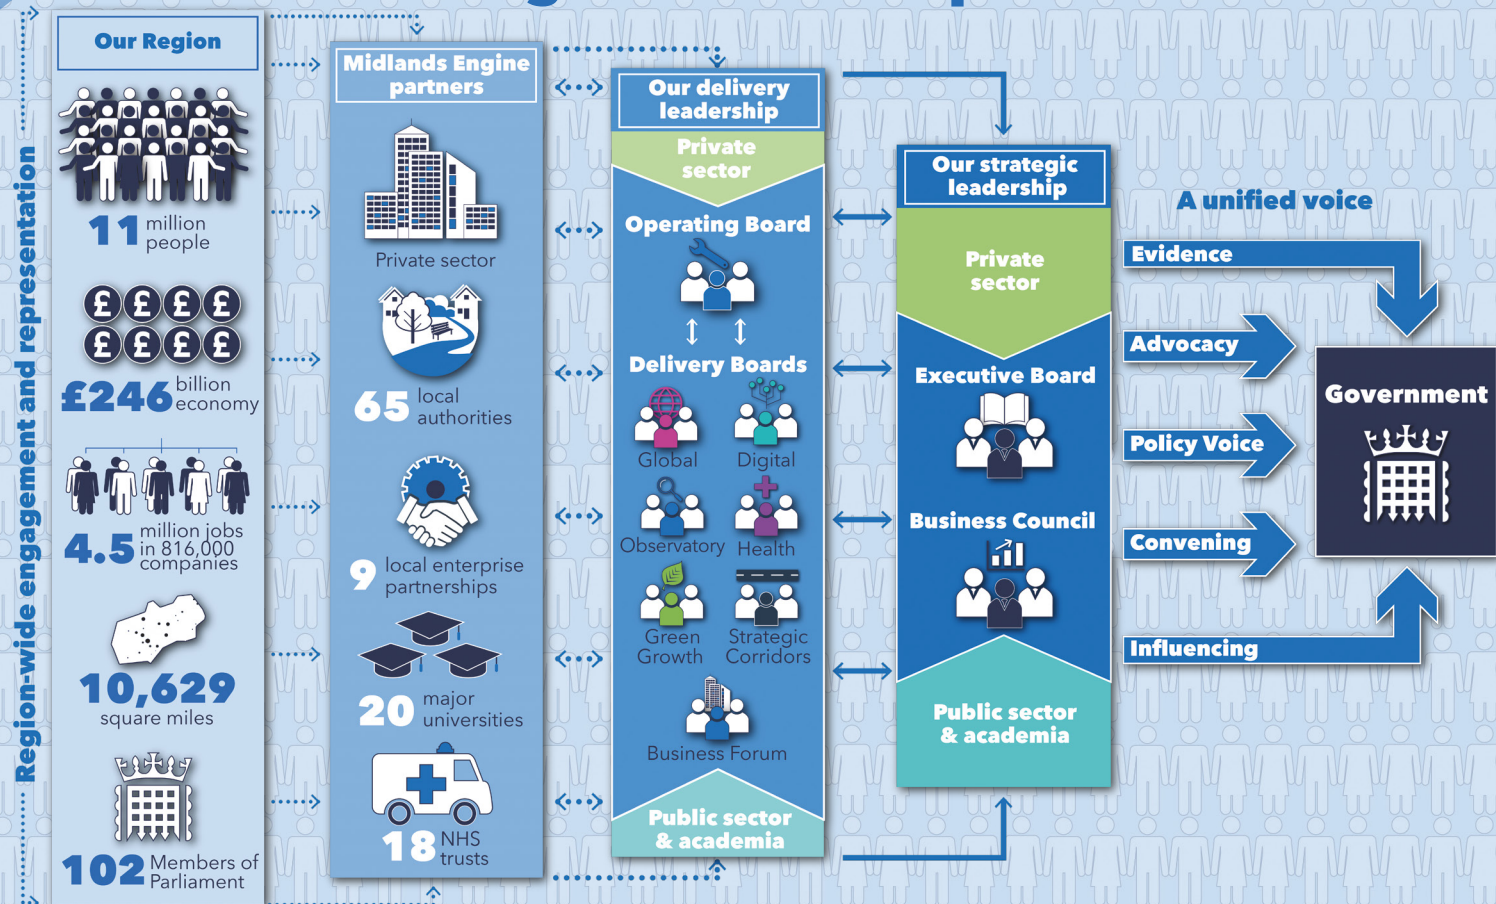 Region-wide engagement and representation
Our Region
11 million
people
£246 billion
economy
4.5 million jobs
in 816,000
companies
10,629
square miles
102 Members of
Parliament
Midlands Engine
partners
Private sector
65 local
authorities
9 local enterprise
partnerships
20 major
universities
18 NHS
trusts
Our delivery
leadership
Private
sector
Operating Board
Delivery Boards
Global
Digital
Observatory
Health
Green
Growth
Strategic
Corridors
Business Forum
Public sector
& academia
Our strategic
leadership
Private
sector
Executive Board
Business Council
Public sector
& academia
A unified voice
Evidence
Advocacy
Policy Voice
Convening
Influencing
Government